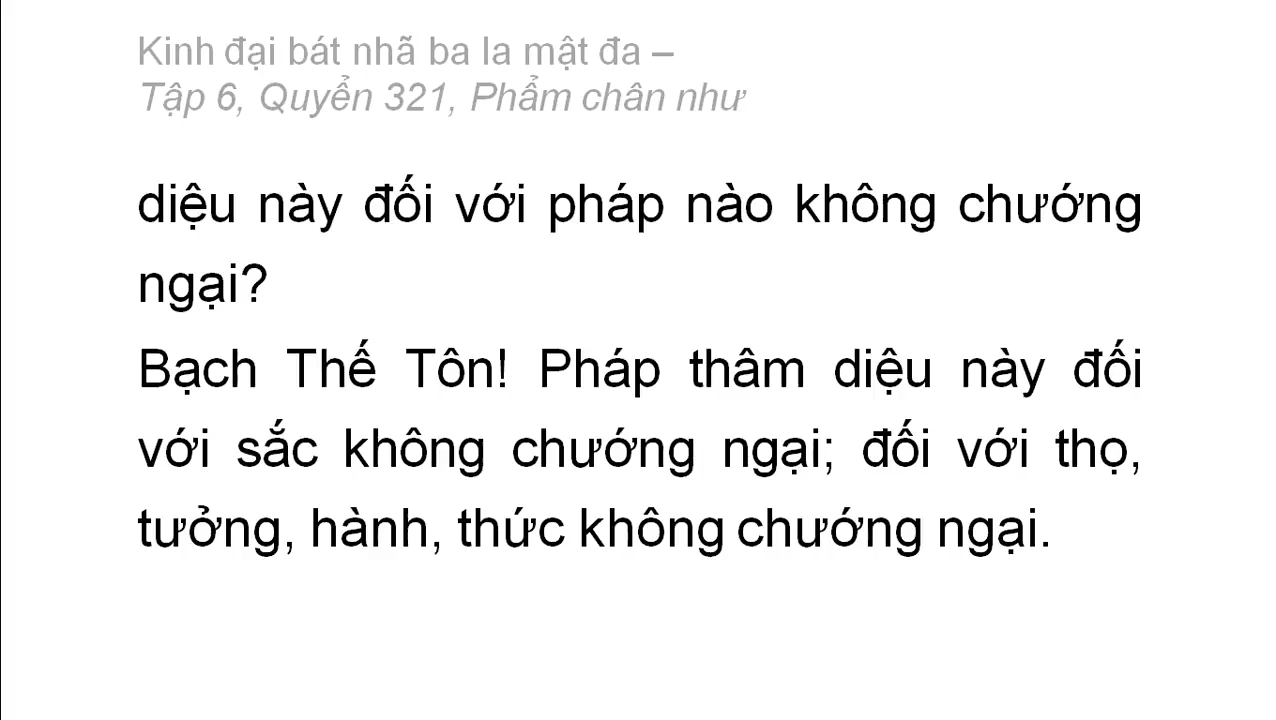 Kinh đại bát nhã ba la mật đa –
Tập 6, Quyển 321, Phẩm chân như
diệu này đối với pháp nào không chướng
ngại?
Bạch Thế Tôn! Pháp thâm diệu này đối
với sắc không chướng ngại; đối với thọ,
tưởng, hành, thức không chướng ngại.